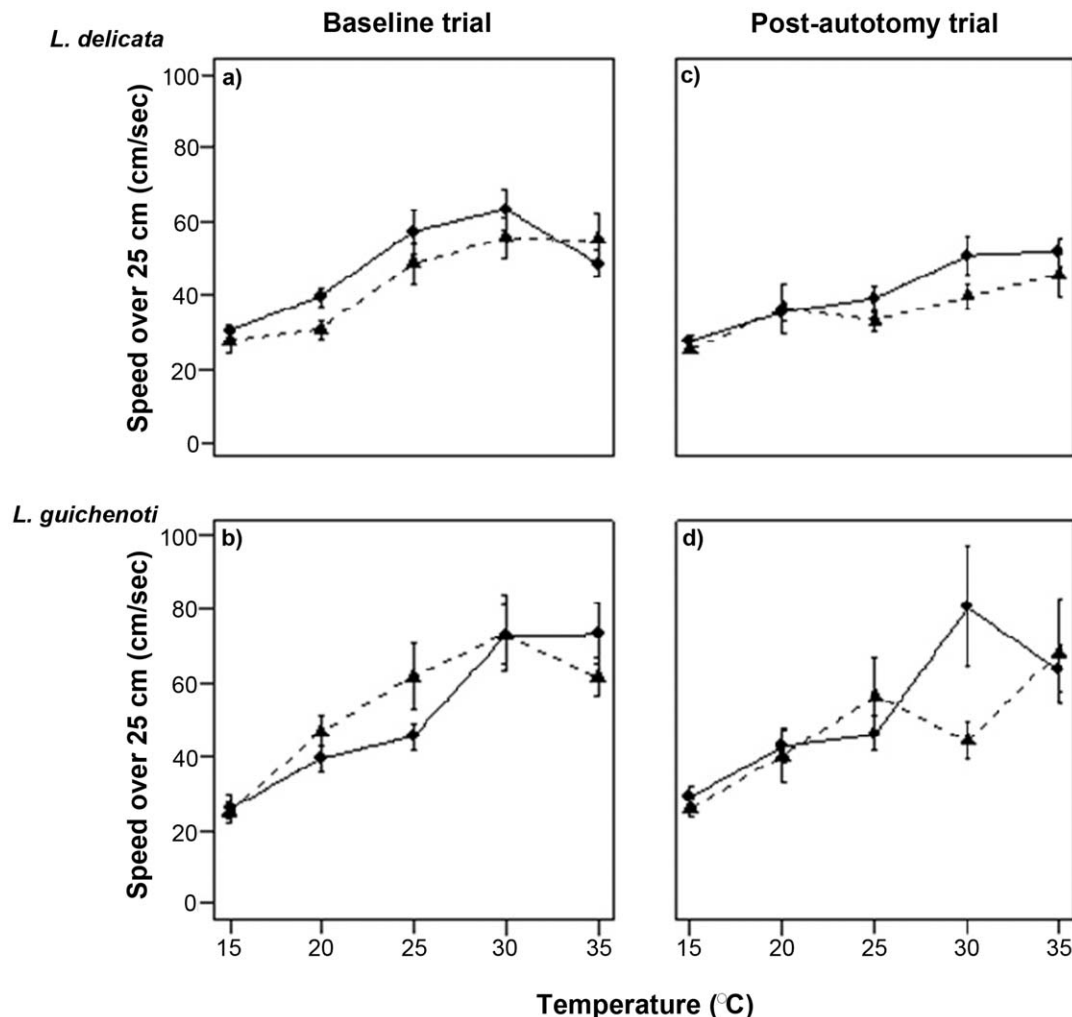 Baseline trial
Post-autotomy trial
L. delicata
a)
c)
Speed over 25 cm (cm/sec)
100
80
60
40
20
0
L. guichenoti
b)
d)
Speed over 25 cm (cm/sec)
100
80
60
40
20
0
15 20 25 30 35
15 20 25 30 35
Temperature (°C)